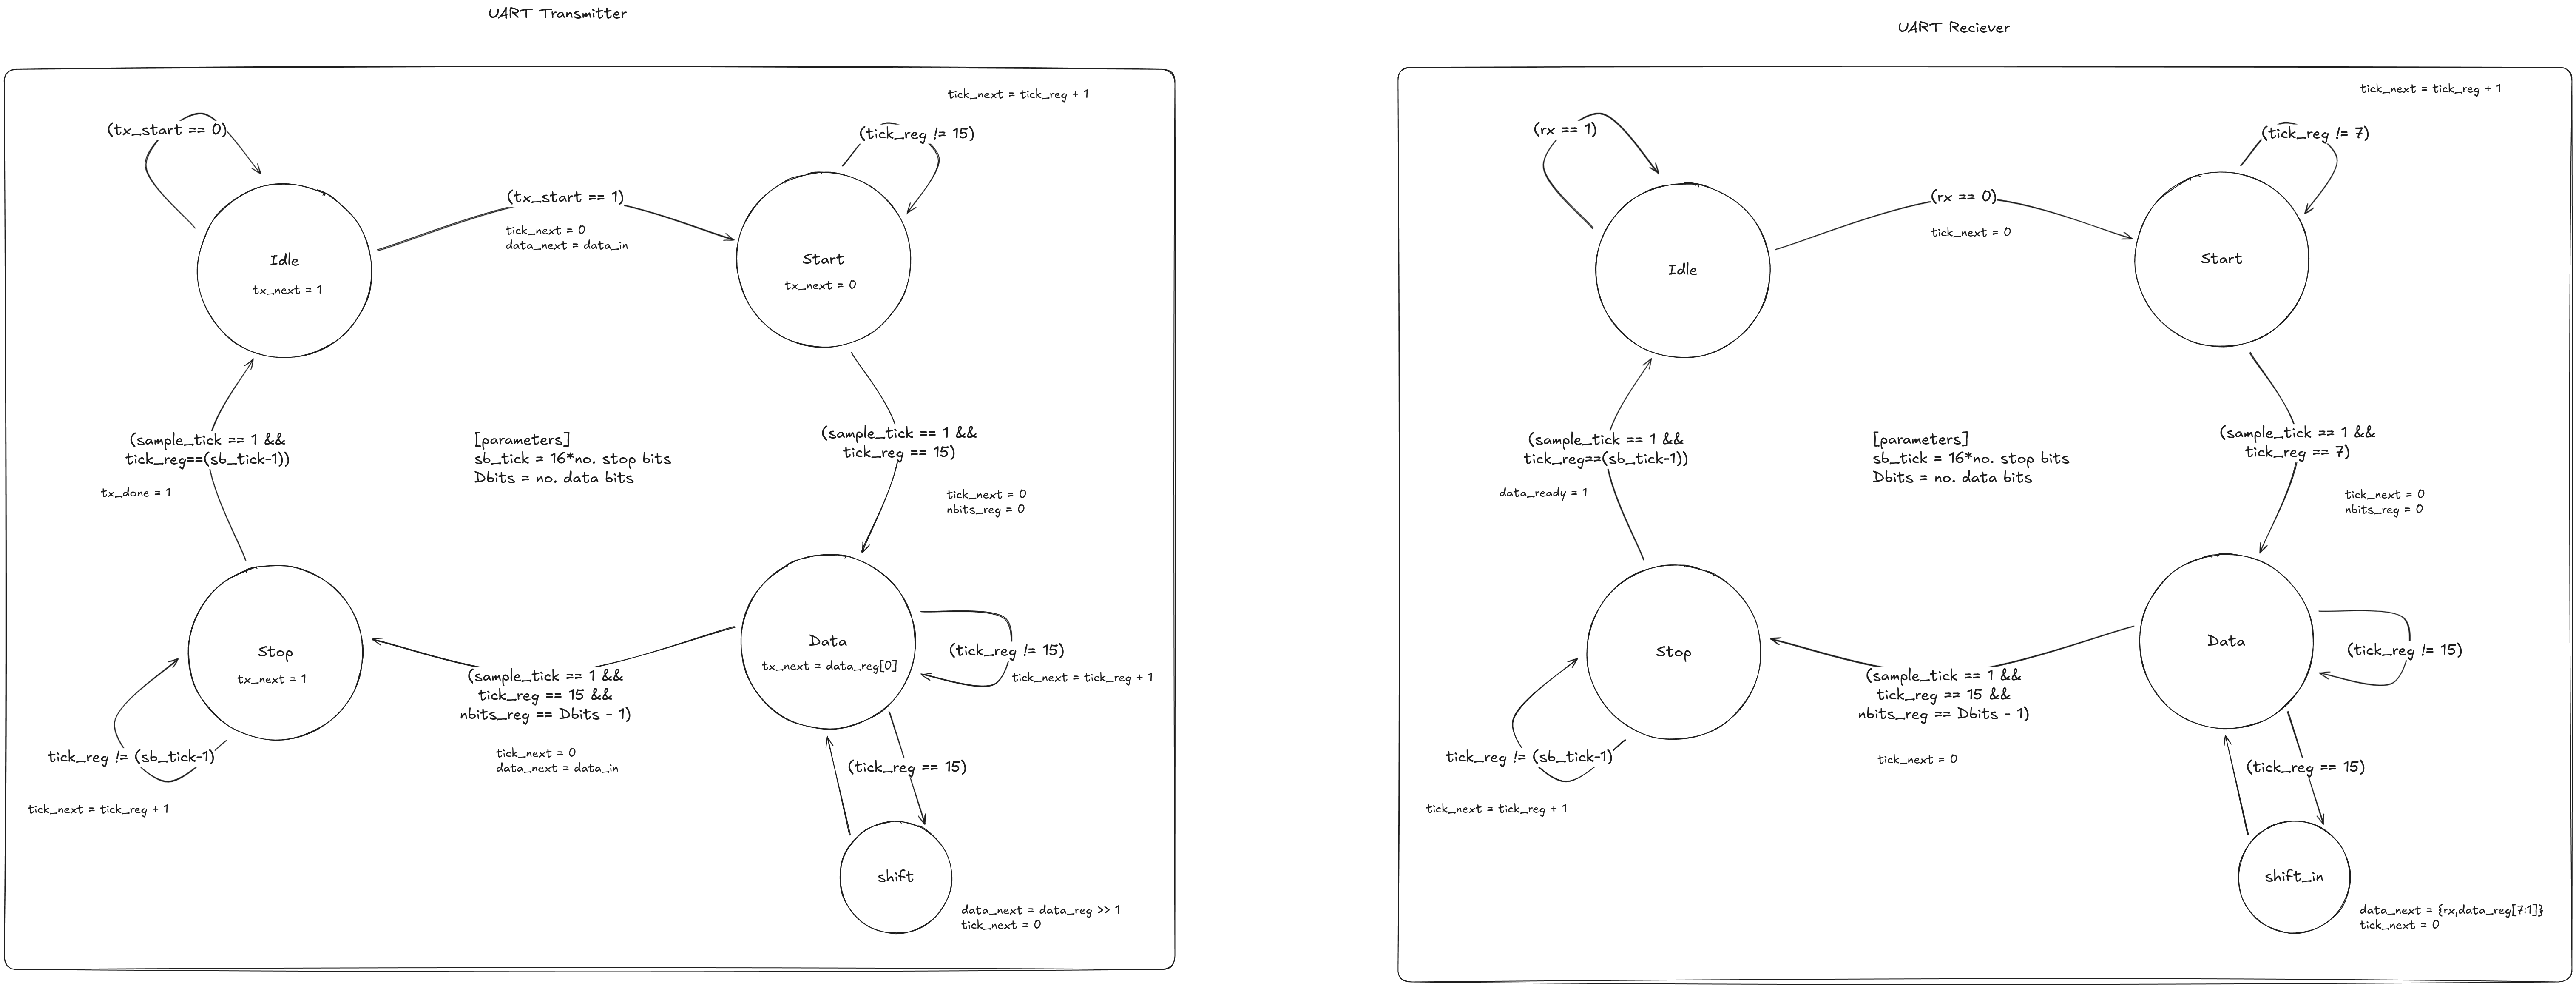 UART Transmitter
tick_next = tick_reg + 1
(tx_start == 0)
(tick_reg != 15)
(tx_start == 1)
tick_next = 0
data_next = data_in
Idle
tx_next = 1
Start
tx_next = 0
(sample_tick == 1 &&
tick_reg==(sb_tick-1))
tx_done = 1
[parameters]
sb_tick = 16*no. stop bits
Dbits = no. data bits
(sample_tick == 1 &&
tick_reg == 15)
tick_next = 0
nbits_reg = 0
Stop
tx_next = 1
Data
tx_next = data_reg[0]
(tick_reg != 15)
tick_next = tick_reg + 1
(sample_tick == 1 &&
tick_reg == 15 &&
nbits_reg == Dbits - 1)
tick_next = 0
data_next = data_in
tick_reg != (sb_tick-1)
tick_next = tick_reg + 1
(tick_reg == 15)
shift
data_next = data_reg >> 1
tick_next = 0
UART Reciever
tick_next = tick_reg + 1
(rx == 1)
(tick_reg != 7)
(rx == 0)
tick_next = 0
Idle
Start
(sample_tick == 1 &&
tick_reg==(sb_tick-1))
data_ready = 1
[parameters]
sb_tick = 16*no. stop bits
Dbits = no. data bits
(sample_tick == 1 &&
tick_reg == 7)
tick_next = 0
nbits_reg = 0
Stop
Data
(tick_reg != 15)
(sample_tick == 1 &&
tick_reg == 15 &&
nbits_reg == Dbits - 1)
tick_next = 0
tick_reg != (sb_tick-1)
tick_next = tick_reg + 1
(tick_reg == 15)
shift_in
data_next = {rx,data_reg[7:1]}
tick_next = 0